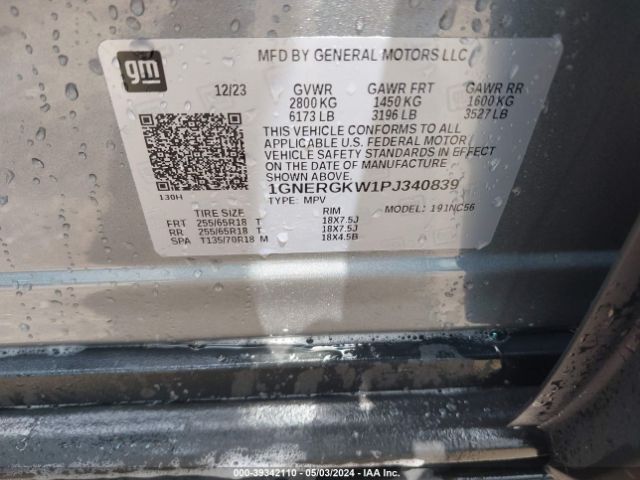 gm
MFD BY GENERAL MOTORS LLC
12/23 GVWR GAWR FRT GAWR RR
2800 KG 1450 KG 1600 KG
6173 LB 3196 LB 3527 LB
THIS VEHICLE CONFORMS TO ALL
APPLICABLE U.S. FEDERAL MOTOR
VEHICLE SAFETY STANDARDS IN EFFECT
ON THE DATE OF MANUFACTURE
SHOWN ABOVE.
130H
1GNERGKW1PJ340839
TYPE: MPV MODEL: 191NC56
TIRE SIZE RIM
FRT 255/65R18 T 18X7.5J
RR 255/65R18 T 18X7.5J
SPA T135/70R18 M 18X4.5B
000-39342110 - 05/03/2024 - IAA Inc.